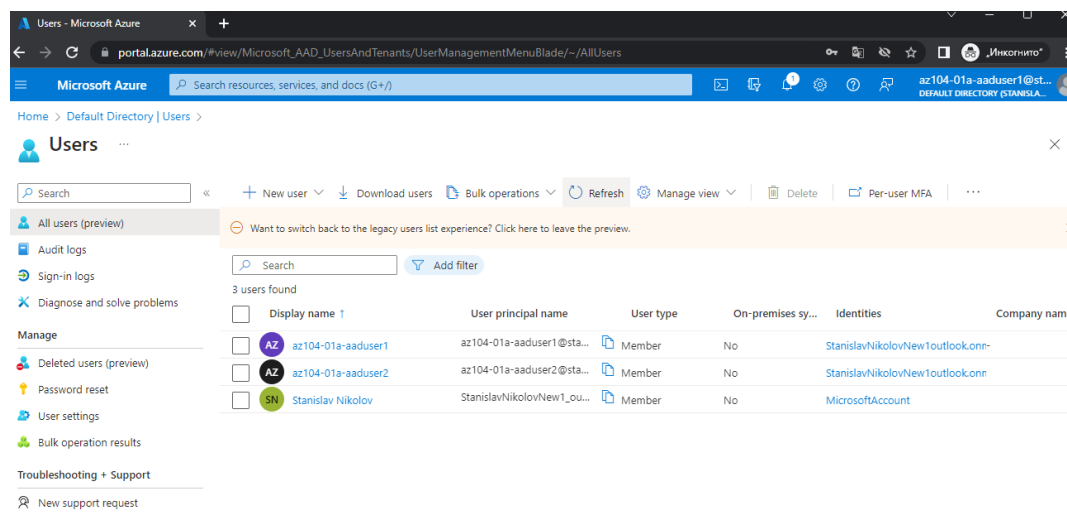 Users - Microsoft Azure
portal.azure.com/#view/Microsoft_AAD_UsersAndTenants/UserManagementMenuBlade/~/AllUsers
„Инкогнито“
Microsoft Azure
Search resources, services, and docs (G+/)
1
az104-01a-aaduser1@st...
DEFAULT DIRECTORY (STANISLA...
Home > Default Directory | Users >
Users ...
Search «
New user Download users Bulk operations Refresh Manage view Delete Per-user MFA ...
All users (preview)
Want to switch back to the legacy users list experience? Click here to leave the preview.
Audit logs
Sign-in logs
Diagnose and solve problems
Manage
Deleted users (preview)
Password reset
User settings
Bulk operation results
Troubleshooting + Support
New support request
Search Add filter
3 users found
Display name ↑ User principal name User type On-premises sy... Identities Company nam
AZ az104-01a-aaduser1 az104-01a-aaduser1@sta... Member No StanislavNikolovNew1outlook.onm-
AZ az104-01a-aaduser2 az104-01a-aaduser2@sta... Member No StanislavNikolovNew1outlook.onm
SN Stanislav Nikolov StanislavNikolovNew1_ou... Member No MicrosoftAccount